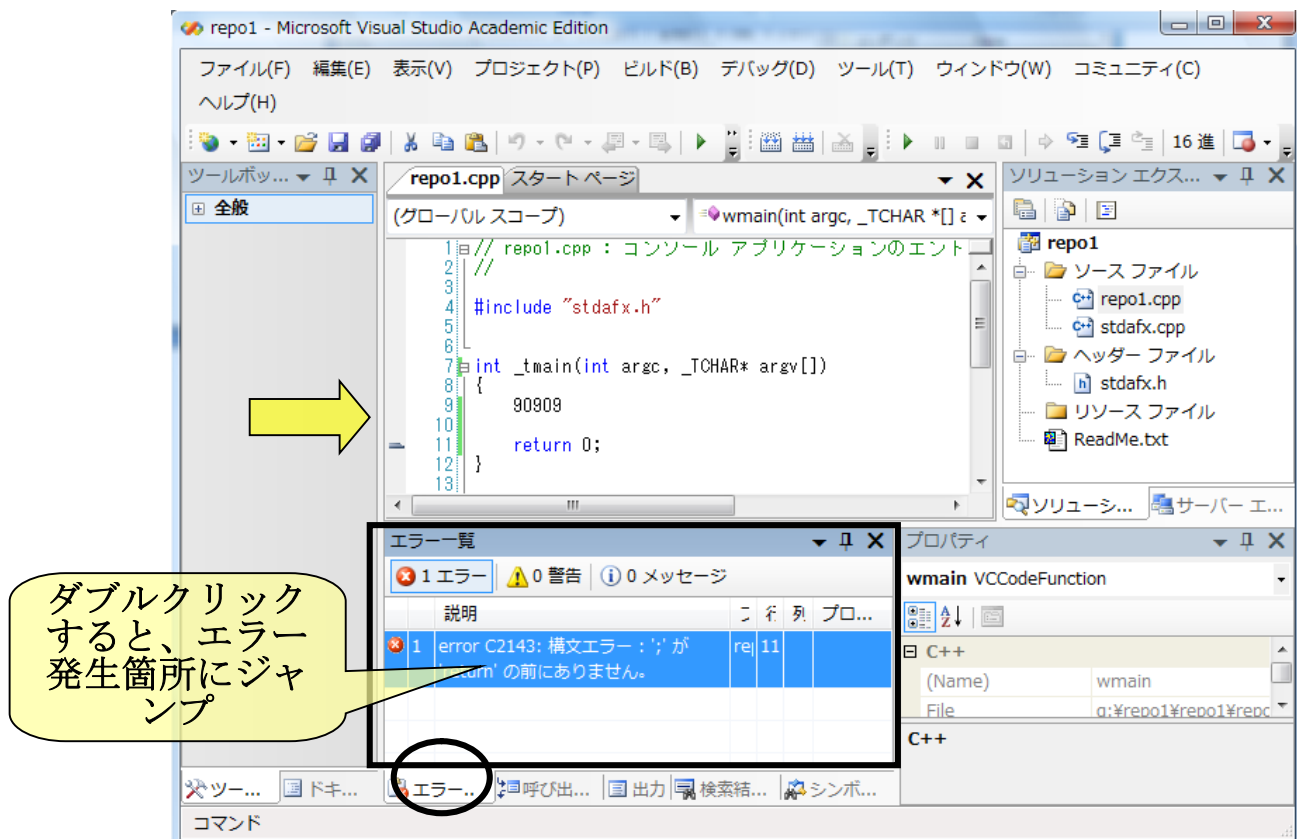 repo1 - Microsoft Visual Studio Academic Edition
ファイル(F) 編集(E) 表示(V) プロジェクト(P) ビルド(B) デバッグ(D) ツール(T) ウィンドウ(W) コミュニティ(C)
ヘルプ(H)
16 進
ツールボッ...
全般
repo1.cpp スタート ページ
(グローバル スコープ) wmain(int argc, _TCHAR *[] a
1 // repo1.cpp : コンソール アプリケーションのエント
2 //
3
4 #include "stdafx.h"
5
6
7 int _tmain(int argc, _TCHAR* argv[])
8 {
9 90909
10
11 return 0;
12 }
13
ソリューション エクス...
repo1
ソース ファイル
repo1.cpp
stdafx.cpp
ヘッダー ファイル
stdafx.h
リソース ファイル
ReadMe.txt
ソリューシ... サーバー エ...
エラー一覧
1 エラー 0 警告 0 メッセージ
説明 行 列 プロ...
1 error C2143: 構文エラー : ';' が 11
'return' の前にありません。
ダブルクリック
すると、エラー
発生箇所にジャ
ンプ
プロパティ
wmain VCCodeFunction
C++
(Name) wmain
File
C++
ツー... ドキ... エラー.. 呼び出... 出力 検索結... シンボ...
コマンド